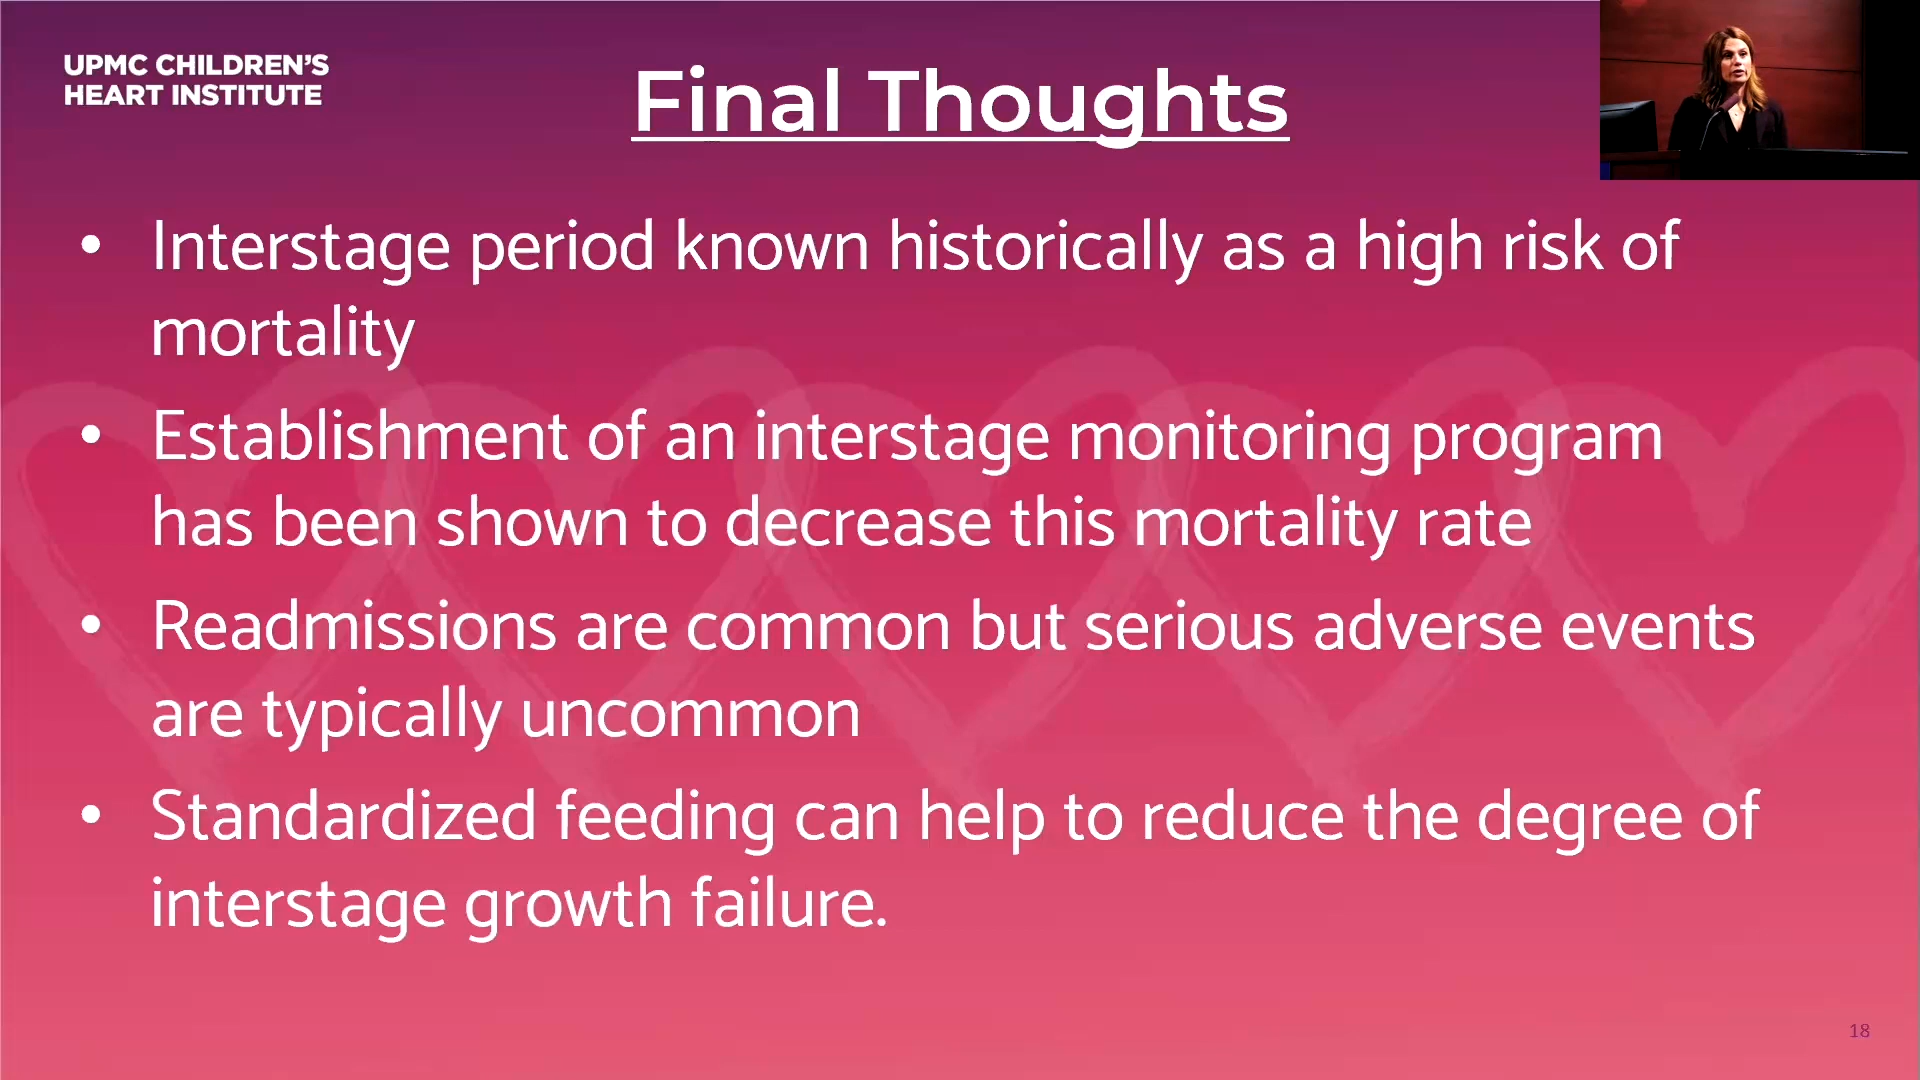 UPMC CHILDREN'S
HEART INSTITUTE
Final Thoughts
• Interstage period known historically as a high risk of
mortality
• Establishment of an interstage monitoring program
has been shown to decrease this mortality rate
• Readmissions are common but serious adverse events
are typically uncommon
• Standardized feeding can help to reduce the degree of
interstage growth failure.
18